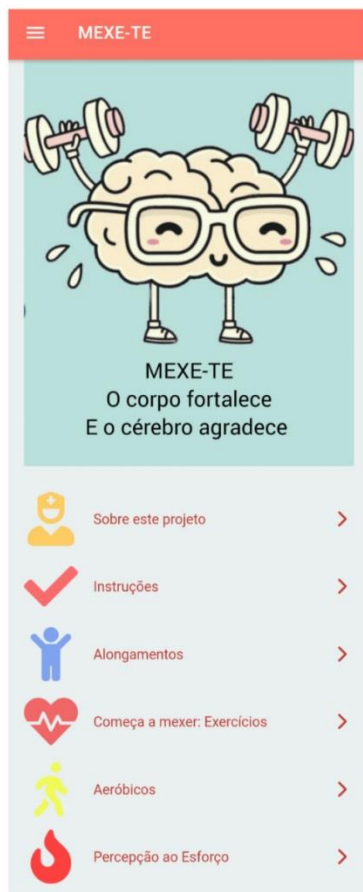 MEXE-TE
MEXE-TE
O corpo fortalece
E o cérebro agradece
Sobre este projeto
Instruções
Alongamentos
Começa a mexer: Exercícios
Aeróbicos
Percepção ao Esforço